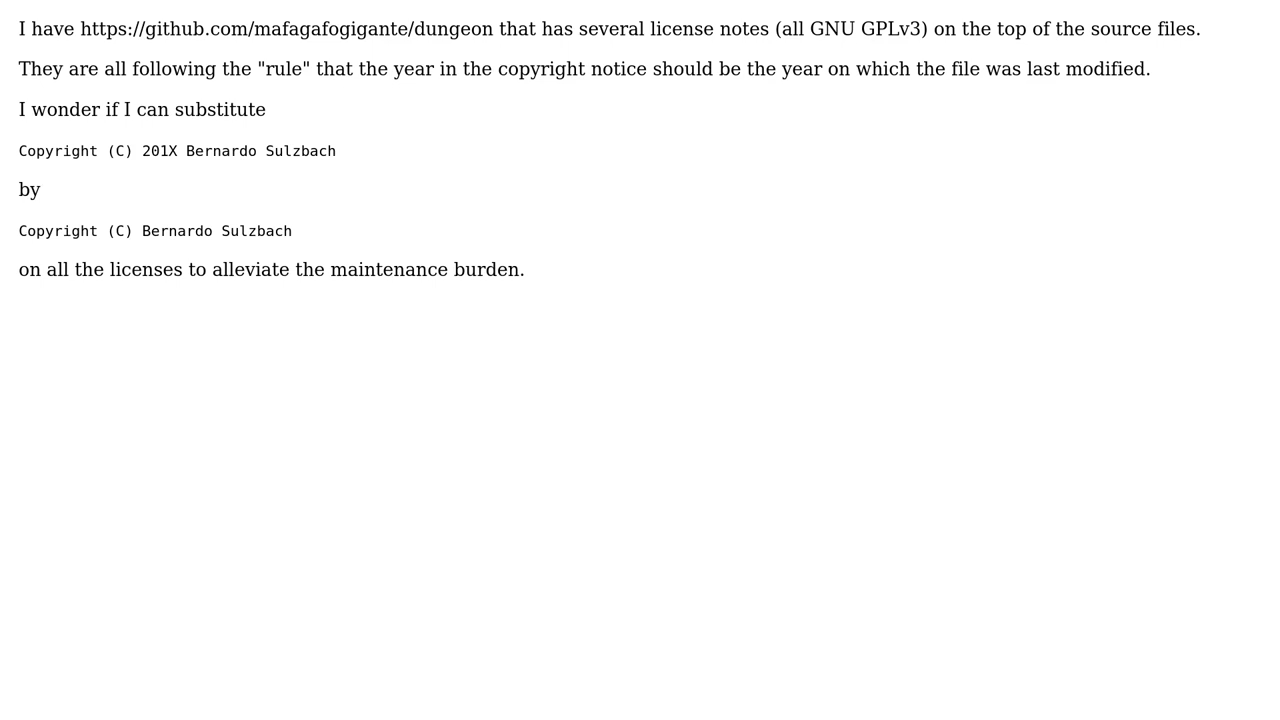 I have https://github.com/mafagafogigante/dungeon that has several license notes (all GNU GPLv3) on the top of the source files.
They are all following the "rule" that the year in the copyright notice should be the year on which the file was last modified.
I wonder if I can substitute
Copyright (C) 201X Bernardo Sulzbach
by
Copyright (C) Bernardo Sulzbach
on all the licenses to alleviate the maintenance burden.